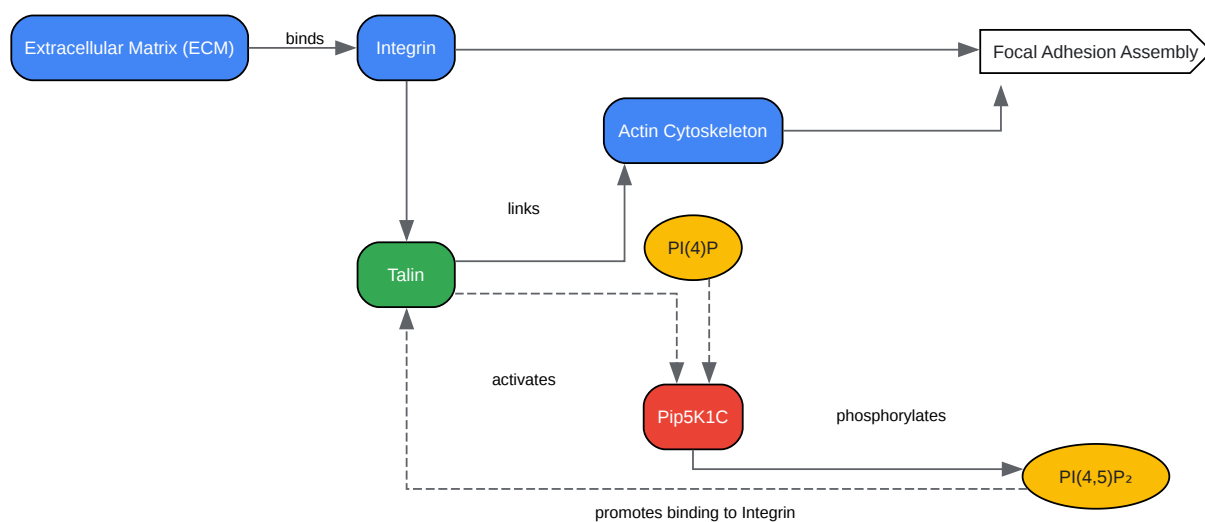 Extracellular Matrix (ECM)
binds
Integrin
Focal Adhesion Assembly
Actin Cytoskeleton
links
PI(4)P
Talin
activates
Pip5K1C
phosphorylates
PI(4,5)P₂
promotes binding to Integrin